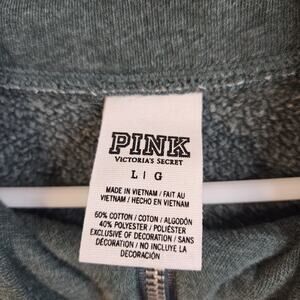 PINK
VICTORIA'S SECRET
L | G
MADE IN VIETNAM / FAIT AU
VIETNAM / HECHO EN VIETNAM
60% COTTON / COTON / ALGODÓN
40% POLYESTER / POLIÉSTER
EXCLUSIVE OF DECORATION / SANS
DÉCORATION / NO INCLUYE LA
DECORACIÓN